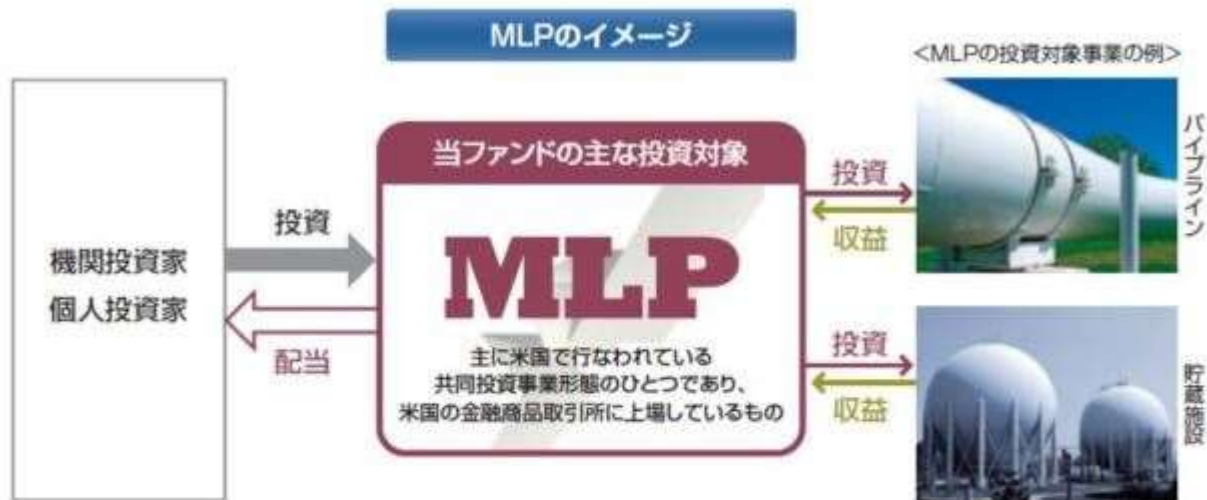 MLPのイメージ
<MLPの投資対象事業の例>
機関投資家
個人投資家
投資
配当
当ファンドの主な投資対象
MLP
主に米国で行なわれている
共同投資事業形態のひとつであり、
米国の金融商品取引所に上場しているもの
投資
収益
パイプライン
投資
収益
貯蔵施設